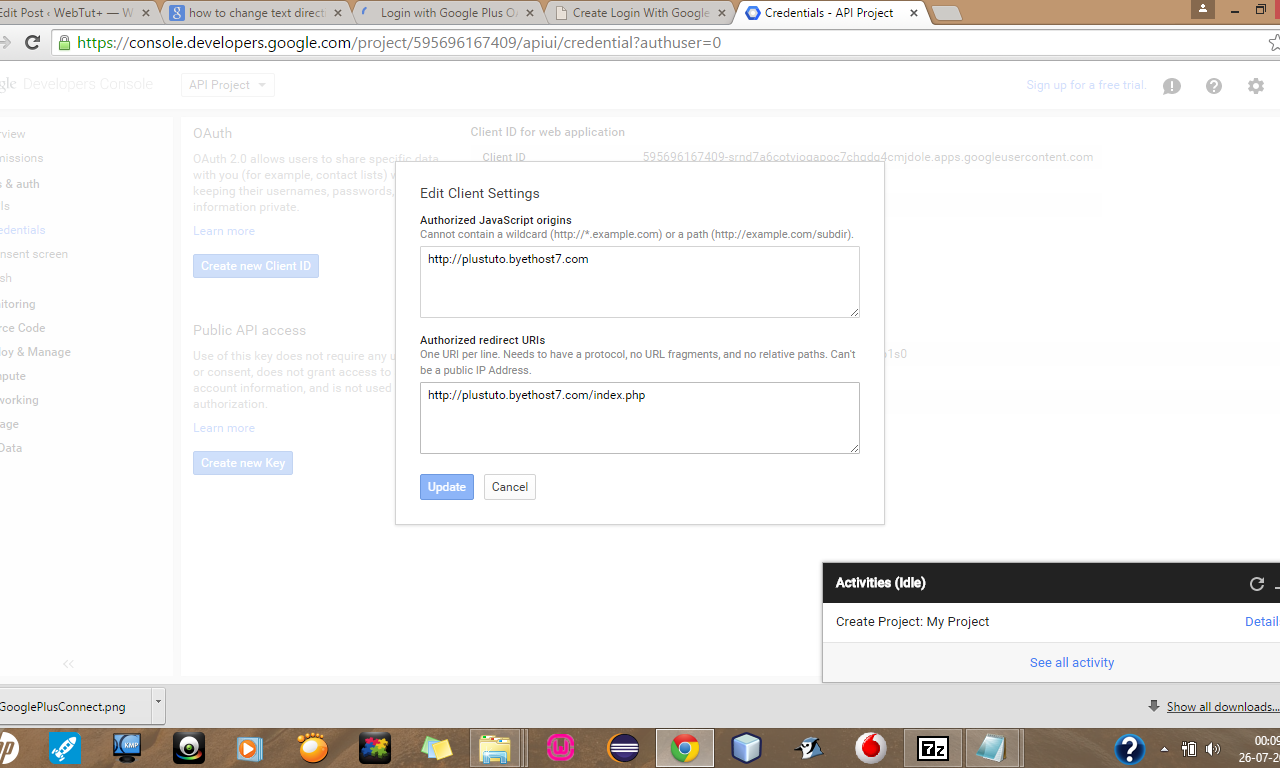 Edit Post ‹ WebTut+ — W
how to change text direct
Login with Google Plus O
Create Login With Google
Credentials - API Project
https://console.developers.google.com/project/595696167409/apiui/credential?authuser=0
gle Developers Console
API Project
Sign up for a free trial.
rview
missions
s & auth
Is
edentials
nsent screen
sh
nitoring
rce Code
loy & Manage
npute
working
age
Data
OAuth
OAuth 2.0 allows users to share specific data
with you (for example, contact lists) w
keeping their usernames, passwords,
information private.
Learn more
Create new Client ID
Public API access
Use of this key does not require any u
or consent, does not grant access to
account information, and is not used
authorization.
Learn more
Create new Key
Client ID for web application
Client ID
Edit Client Settings
Authorized JavaScript origins
Cannot contain a wildcard (http://*.example.com) or a path (http://example.com/subdir).
http://plustuto.byethost7.com
Authorized redirect URIs
One URI per line. Needs to have a protocol, no URL fragments, and no relative paths. Can't
be a public IP Address.
http://plustuto.byethost7.com/index.php
Update
Cancel
a1s0
Activities (Idle)
Create Project: My Project
Detail
See all activity
GooglePlusConnect.png
Show all downloads...
KMP
7z
00:09
26-07-2